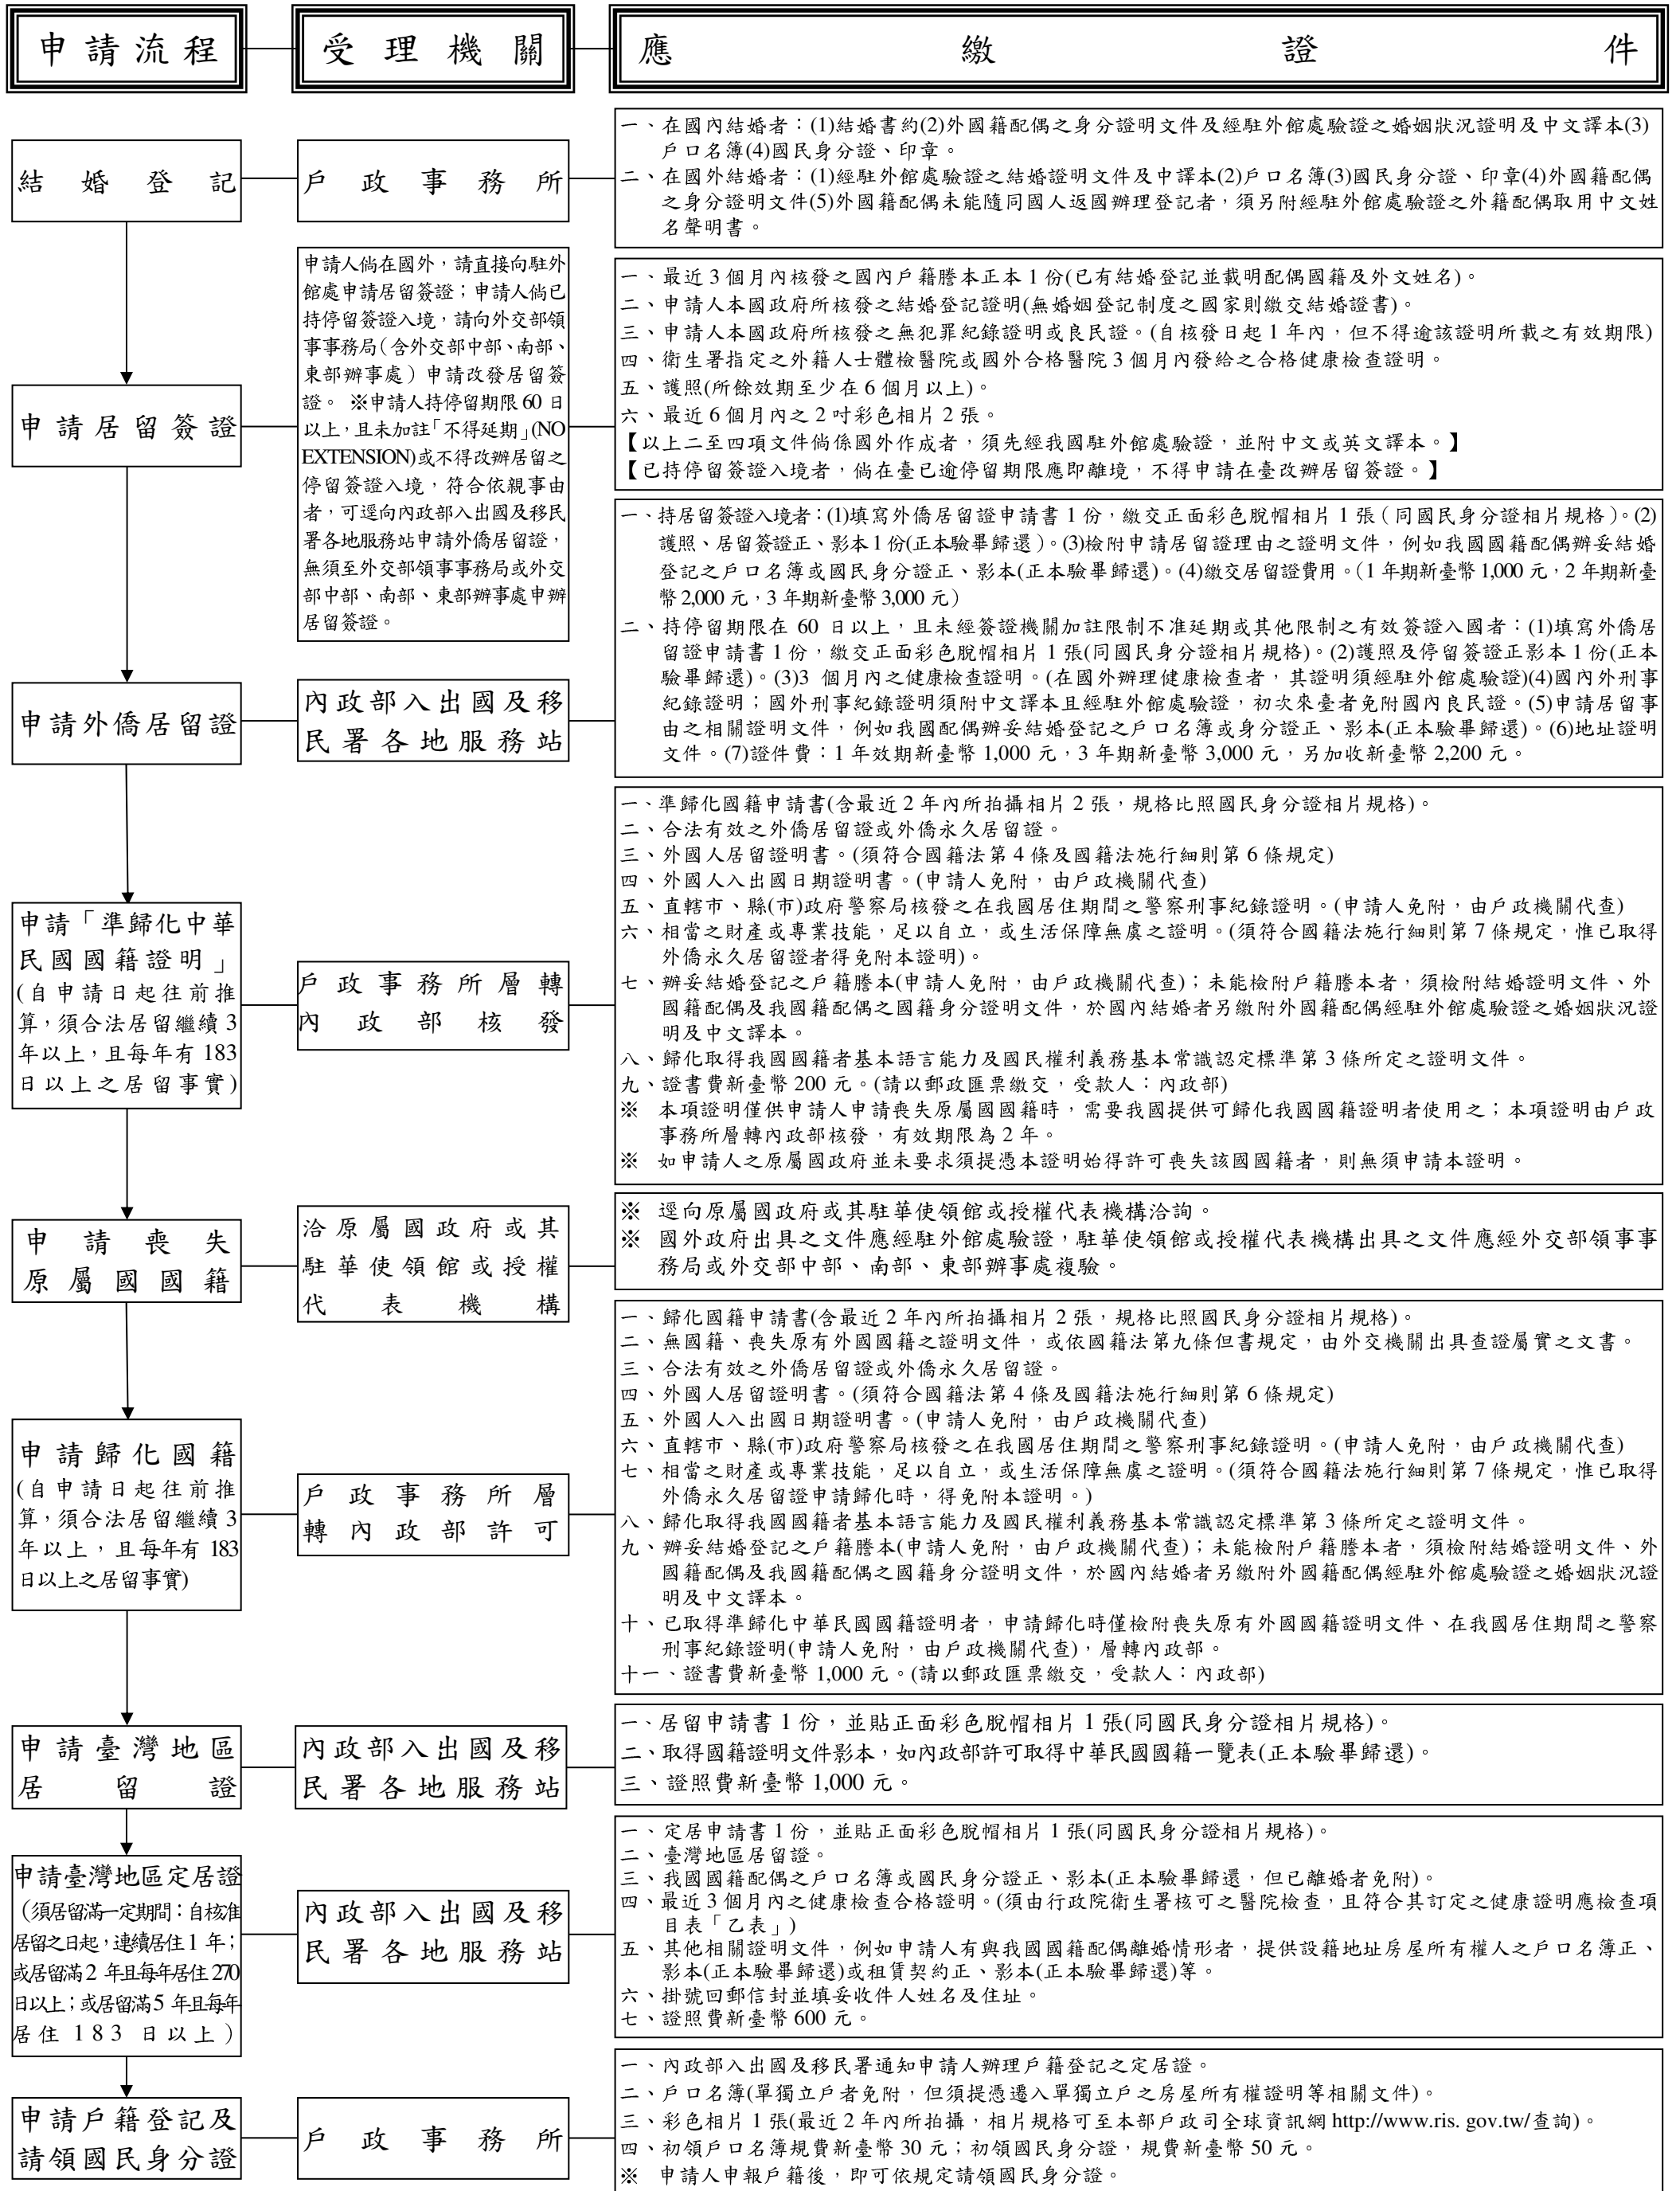 申請流程
受理機關
應繳證件
結婚登記
戶政事務所
一、在國內結婚者：(1)結婚書約(2)外國籍配偶之身分證明文件及經駐外館處驗證之婚姻狀況證明及中文譯本(3)
戶口名簿(4)國民身分證、印章。
二、在國外結婚者：(1)經駐外館處驗證之結婚證明文件及中譯本(2)戶口名簿(3)國民身分證、印章(4)外國籍配偶
之身分證明文件(5)外國籍配偶未能隨同國人返國辦理登記者，須另附經駐外館處驗證之外籍配偶取用中文姓
名聲明書。
申請居留簽證
申請人倘在國外，請直接向駐外
館處申請居留簽證；申請人倘已
持停留簽證入境，請向外交部領
事事務局（含外交部中部、南部、
東部辦事處）申請改發居留簽
證。 ※申請人持停留期限 60 日
以上，且未加註「不得延期」(NO
EXTENSION)或不得改辦居留之
停留簽證入境，符合依親事由
者，可逕向內政部入出國及移民
署各地服務站申請外僑居留證，
無須至外交部領事事務局或外交
部中部、南部、東部辦事處申辦
居留簽證。
一、最近 3 個月內核發之國內戶籍謄本正本 1 份(已有結婚登記並載明配偶國籍及外文姓名)。
二、申請人本國政府所核發之結婚登記證明(無婚姻登記制度之國家則繳交結婚證書)。
三、申請人本國政府所核發之無犯罪紀錄證明或良民證。(自核發日起 1 年內，但不得逾該證明所載之有效期限)
四、衛生署指定之外籍人士體檢醫院或國外合格醫院 3 個月內發給之合格健康檢查證明。
五、護照(所餘效期至少在 6 個月以上)。
六、最近 6 個月內之 2 吋彩色相片 2 張。
【以上二至四項文件倘係國外作成者，須先經我國駐外館處驗證，並附中文或英文譯本。】
【已持停留簽證入境者，倘在臺已逾停留期限應即離境，不得申請在臺改辦居留簽證。】
申請外僑居留證
內政部入出國及移
民署各地服務站
一、持居留簽證入境者：(1)填寫外僑居留證申請書 1 份，繳交正面彩色脫帽相片 1 張（同國民身分證相片規格）。(2)
護照、居留簽證正、影本 1 份(正本驗畢歸還）。(3)檢附申請居留證理由之證明文件，例如我國國籍配偶辦妥結婚
登記之戶口名簿或國民身分證正、影本(正本驗畢歸還)。(4)繳交居留證費用。（1 年期新臺幣 1,000 元，2 年期新臺
幣 2,000 元，3 年期新臺幣 3,000 元）
二、持停留期限在 60 日以上，且未經簽證機關加註限制不准延期或其他限制之有效簽證入國者：(1)填寫外僑居
留證申請書 1 份，繳交正面彩色脫帽相片 1 張(同國民身分證相片規格)。(2)護照及停留簽證正影本 1 份(正本
驗畢歸還)。(3)3 個月內之健康檢查證明。(在國外辦理健康檢查者，其證明須經駐外館處驗證)(4)國內外刑事
紀錄證明；國外刑事紀錄證明須附中文譯本且經駐外館處驗證，初次來臺者免附國內良民證。(5)申請居留事
由之相關證明文件，例如我國配偶辦妥結婚登記之戶口名簿或身分證正、影本(正本驗畢歸還)。(6)地址證明
文件。(7)證件費：1 年效期新臺幣 1,000 元，3 年期新臺幣 3,000 元，另加收新臺幣 2,200 元。
申請「準歸化中華
民國國籍證明」
(自申請日起往前推
算，須合法居留繼續 3
年以上，且每年有 183
日以上之居留事實)
戶政事務所層轉
內政部核發
一、準歸化國籍申請書(含最近 2 年內所拍攝相片 2 張，規格比照國民身分證相片規格)。
二、合法有效之外僑居留證或外僑永久居留證。
三、外國人居留證明書。(須符合國籍法第 4 條及國籍法施行細則第 6 條規定)
四、外國人入出國日期證明書。(申請人免附，由戶政機關代查)
五、直轄市、縣(市)政府警察局核發之在我國居住期間之警察刑事紀錄證明。(申請人免附，由戶政機關代查)
六、相當之財產或專業技能，足以自立，或生活保障無虞之證明。(須符合國籍法施行細則第 7 條規定，惟已取得
外僑永久居留證者得免附本證明)。
七、辦妥結婚登記之戶籍謄本(申請人免附，由戶政機關代查)；未能檢附戶籍謄本者，須檢附結婚證明文件、外
國籍配偶及我國籍配偶之國籍身分證明文件，於國內結婚者另繳附外國籍配偶經駐外館處驗證之婚姻狀況證
明及中文譯本。
八、歸化取得我國國籍者基本語言能力及國民權利義務基本常識認定標準第 3 條所定之證明文件。
九、證書費新臺幣 200 元。(請以郵政匯票繳交，受款人：內政部)
※ 本項證明僅供申請人申請喪失原屬國國籍時，需要我國提供可歸化我國國籍證明者使用之；本項證明由戶政
事務所層轉內政部核發，有效期限為 2 年。
※ 如申請人之原屬國政府並未要求須提憑本證明始得許可喪失該國國籍者，則無須申請本證明。
申請喪失
原屬國國籍
洽原屬國政府或其
駐華使領館或授權
代表機構
※ 逕向原屬國政府或其駐華使領館或授權代表機構洽詢。
※ 國外政府出具之文件應經駐外館處驗證，駐華使領館或授權代表機構出具之文件應經外交部領事事
務局或外交部中部、南部、東部辦事處複驗。
申請歸化國籍
(自申請日起往前推
算，須合法居留繼續 3
年以上，且每年有 183
日以上之居留事實)
戶政事務所層
轉內政部許可
一、歸化國籍申請書(含最近 2 年內所拍攝相片 2 張，規格比照國民身分證相片規格)。
二、無國籍、喪失原有外國國籍之證明文件，或依國籍法第九條但書規定，由外交機關出具查證屬實之文書。
三、合法有效之外僑居留證或外僑永久居留證。
四、外國人居留證明書。(須符合國籍法第 4 條及國籍法施行細則第 6 條規定)
五、外國人入出國日期證明書。(申請人免附，由戶政機關代查)
六、直轄市、縣(市)政府警察局核發之在我國居住期間之警察刑事紀錄證明。(申請人免附，由戶政機關代查)
七、相當之財產或專業技能，足以自立，或生活保障無虞之證明。(須符合國籍法施行細則第 7 條規定，惟已取得
外僑永久居留證申請歸化時，得免附本證明。)
八、歸化取得我國國籍者基本語言能力及國民權利義務基本常識認定標準第 3 條所定之證明文件。
九、辦妥結婚登記之戶籍謄本(申請人免附，由戶政機關代查)；未能檢附戶籍謄本者，須檢附結婚證明文件、外
國籍配偶及我國籍配偶之國籍身分證明文件，於國內結婚者另繳附外國籍配偶經駐外館處驗證之婚姻狀況證
明及中文譯本。
十、已取得準歸化中華民國國籍證明者，申請歸化時僅檢附喪失原有外國國籍證明文件、在我國居住期間之警察
刑事紀錄證明(申請人免附，由戶政機關代查)，層轉內政部。
十一、證書費新臺幣 1,000 元。(請以郵政匯票繳交，受款人：內政部)
申請臺灣地區
居留證
內政部入出國及移
民署各地服務站
一、居留申請書 1 份，並貼正面彩色脫帽相片 1 張(同國民身分證相片規格)。
二、取得國籍證明文件影本，如內政部許可取得中華民國國籍一覽表(正本驗畢歸還)。
三、證照費新臺幣 1,000 元。
申請臺灣地區定居證
（須居留滿一定期間：自核准
居留之日起，連續居住 1 年；
或居留滿 2 年且每年居住 270
日以上；或居留滿 5 年且每年
居住 183 日以上）
內政部入出國及移
民署各地服務站
一、定居申請書 1 份，並貼正面彩色脫帽相片 1 張(同國民身分證相片規格)。
二、臺灣地區居留證。
三、我國國籍配偶之戶口名簿或國民身分證正、影本(正本驗畢歸還，但已離婚者免附)。
四、最近 3 個月內之健康檢查合格證明。(須由行政院衛生署核可之醫院檢查，且符合其訂定之健康證明應檢查項
目表「乙表」)
五、其他相關證明文件，例如申請人有與我國國籍配偶離婚情形者，提供設籍地址房屋所有權人之戶口名簿正、
影本(正本驗畢歸還)或租賃契約正、影本(正本驗畢歸還)等。
六、掛號回郵信封並填妥收件人姓名及住址。
七、證照費新臺幣 600 元。
申請戶籍登記及
請領國民身分證
戶政事務所
一、內政部入出國及移民署通知申請人辦理戶籍登記之定居證。
二、戶口名簿(單獨立戶者免附，但須提憑遷入單獨立戶之房屋所有權證明等相關文件)。
三、彩色相片 1 張(最近 2 年內所拍攝，相片規格可至本部戶政司全球資訊網 http://www.ris. gov.tw/查詢)。
四、初領戶口名簿規費新臺幣 30 元；初領國民身分證，規費新臺幣 50 元。
※ 申請人申報戶籍後，即可依規定請領國民身分證。